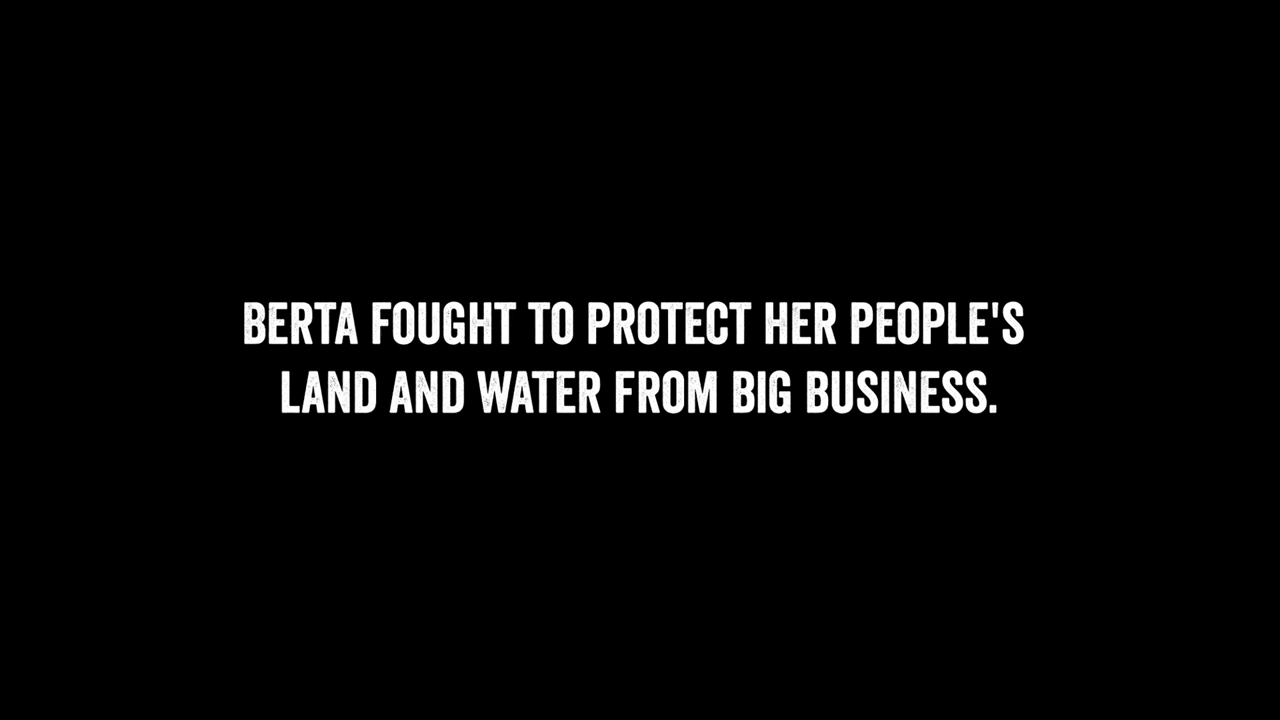 BERTA FOUGHT TO PROTECT HER PEOPLE'S
LAND AND WATER FROM BIG BUSINESS.